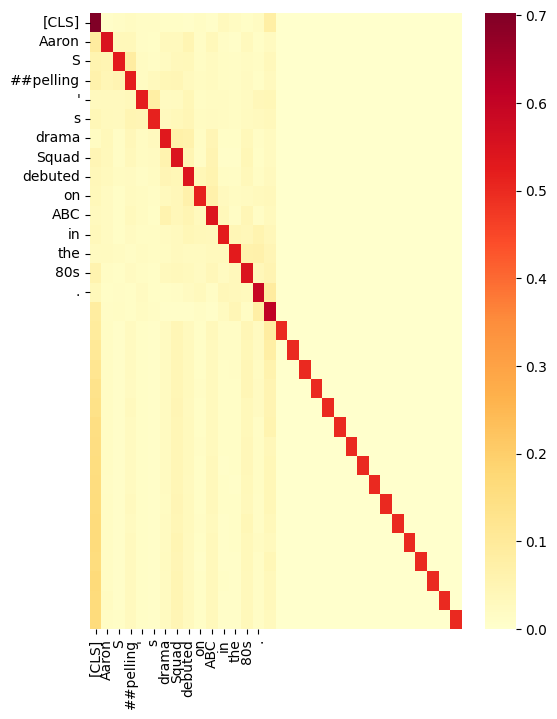 [CLS]
Aaron
S
##pelling
'
s
drama
Squad
debuted
on
ABC
in
the
80s
.
0.7
0.6
0.5
0.4
0.3
0.2
0.1
0.0
[CLS]
Aaron
S
##pelling
'
s
drama
Squad
debuted
on
ABC
in
the
80s
.